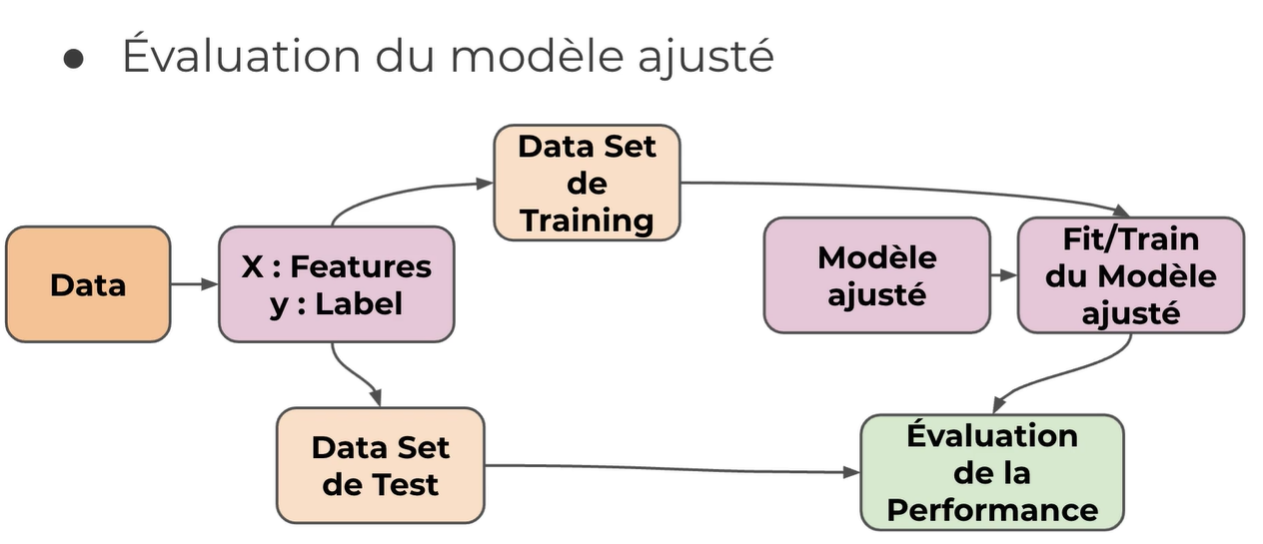 ● Évaluation du modèle ajusté
Data Set
de
Training
Data
X : Features
y : Label
Modèle
ajusté
Fit/Train
du Modèle
ajusté
Data Set
de Test
Évaluation
de la
Performance